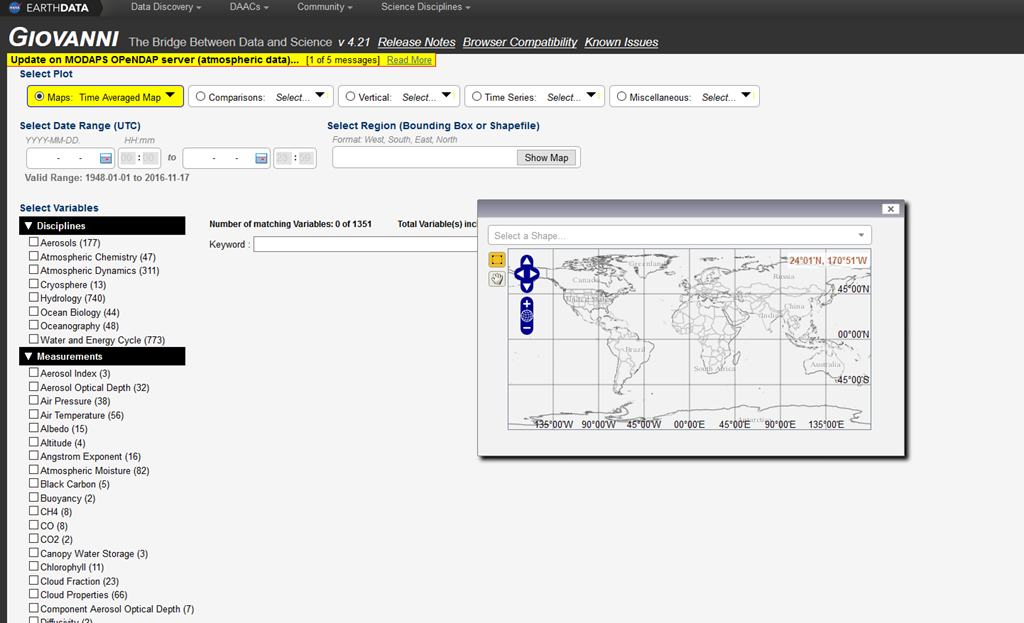 EARTHDATA Data Discovery DAACs Community Science Disciplines
GIOVANNI The Bridge Between Data and Science v 4.21 Release Notes Browser Compatibility Known Issues
Update on MODAPS OPeNDAP server (atmospheric data)... [1 of 5 messages] Read More
Select Plot
Maps: Time Averaged Map Comparisons: Select... Vertical: Select... Time Series: Select... Miscellaneous: Select...
Select Date Range (UTC)
YYYY-MM-DD. HH:mm
- - 00 : 00 to - - 23 : 59
Valid Range: 1948-01-01 to 2016-11-17
Select Region (Bounding Box or Shapefile)
Format: West, South, East, North
Show Map
Select Variables
Disciplines
Aerosols (177)
Atmospheric Chemistry (47)
Atmospheric Dynamics (311)
Cryosphere (13)
Hydrology (740)
Ocean Biology (44)
Oceanography (48)
Water and Energy Cycle (773)
Measurements
Aerosol Index (3)
Aerosol Optical Depth (32)
Air Pressure (38)
Air Temperature (56)
Albedo (15)
Altitude (4)
Angstrom Exponent (16)
Atmospheric Moisture (82)
Black Carbon (5)
Buoyancy (2)
CH4 (8)
CO (8)
CO2 (2)
Canopy Water Storage (3)
Chlorophyll (11)
Cloud Fraction (23)
Cloud Properties (66)
Component Aerosol Optical Depth (7)
Diffusivity (2)
Number of matching Variables: 0 of 1351 Total Variable(s) inc
Keyword :
Select a Shape...
24°01'N, 170°51'W
Greenland
Russia
Canada
45°00'N
United States
China
India
00°00'N
Brazil
South Africa
Australia
45°00'S
135°00'W 90°00'W 45°00'W 00°00'E 45°00'E 90°00'E 135°00'E